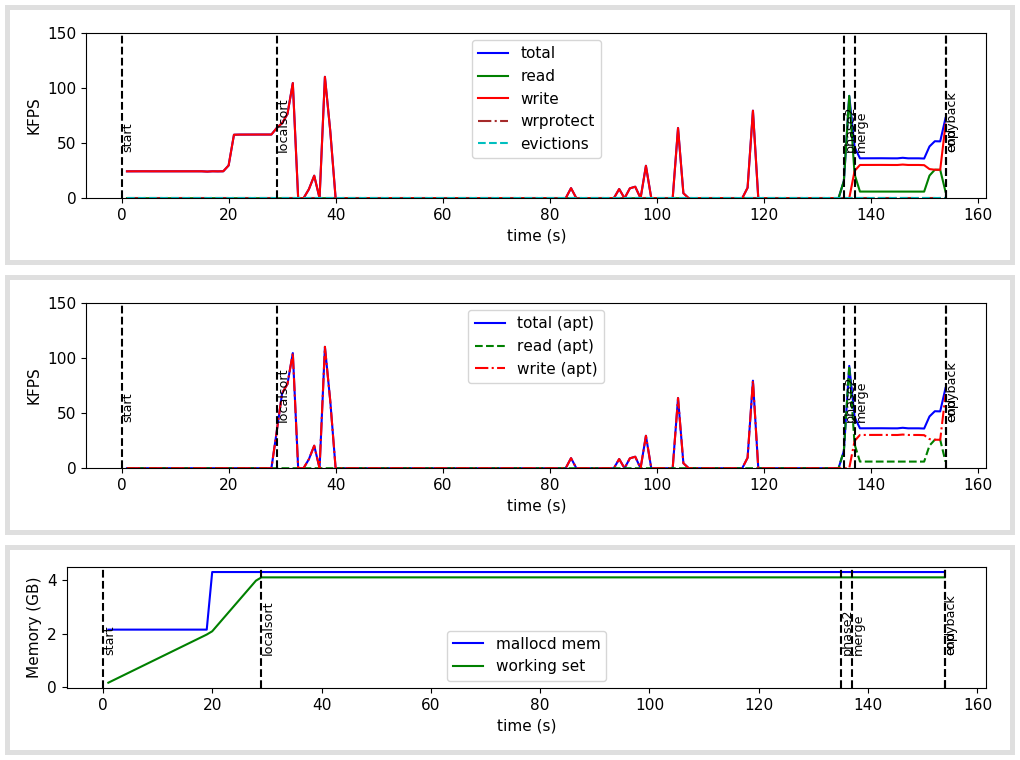 150
100
50
0
KFPS
start
localsort
phase2
merge
copyback
total
read
write
wrprotect
evictions
0 20 40 60 80 100 120 140 160
time (s)
150
100
50
0
KFPS
start
localsort
phase2
merge
copyback
total (apt)
read (apt)
write (apt)
0 20 40 60 80 100 120 140 160
time (s)
4
2
0
Memory (GB)
start
localsort
phase2
merge
copyback
mallocd mem
working set
0 20 40 60 80 100 120 140 160
time (s)